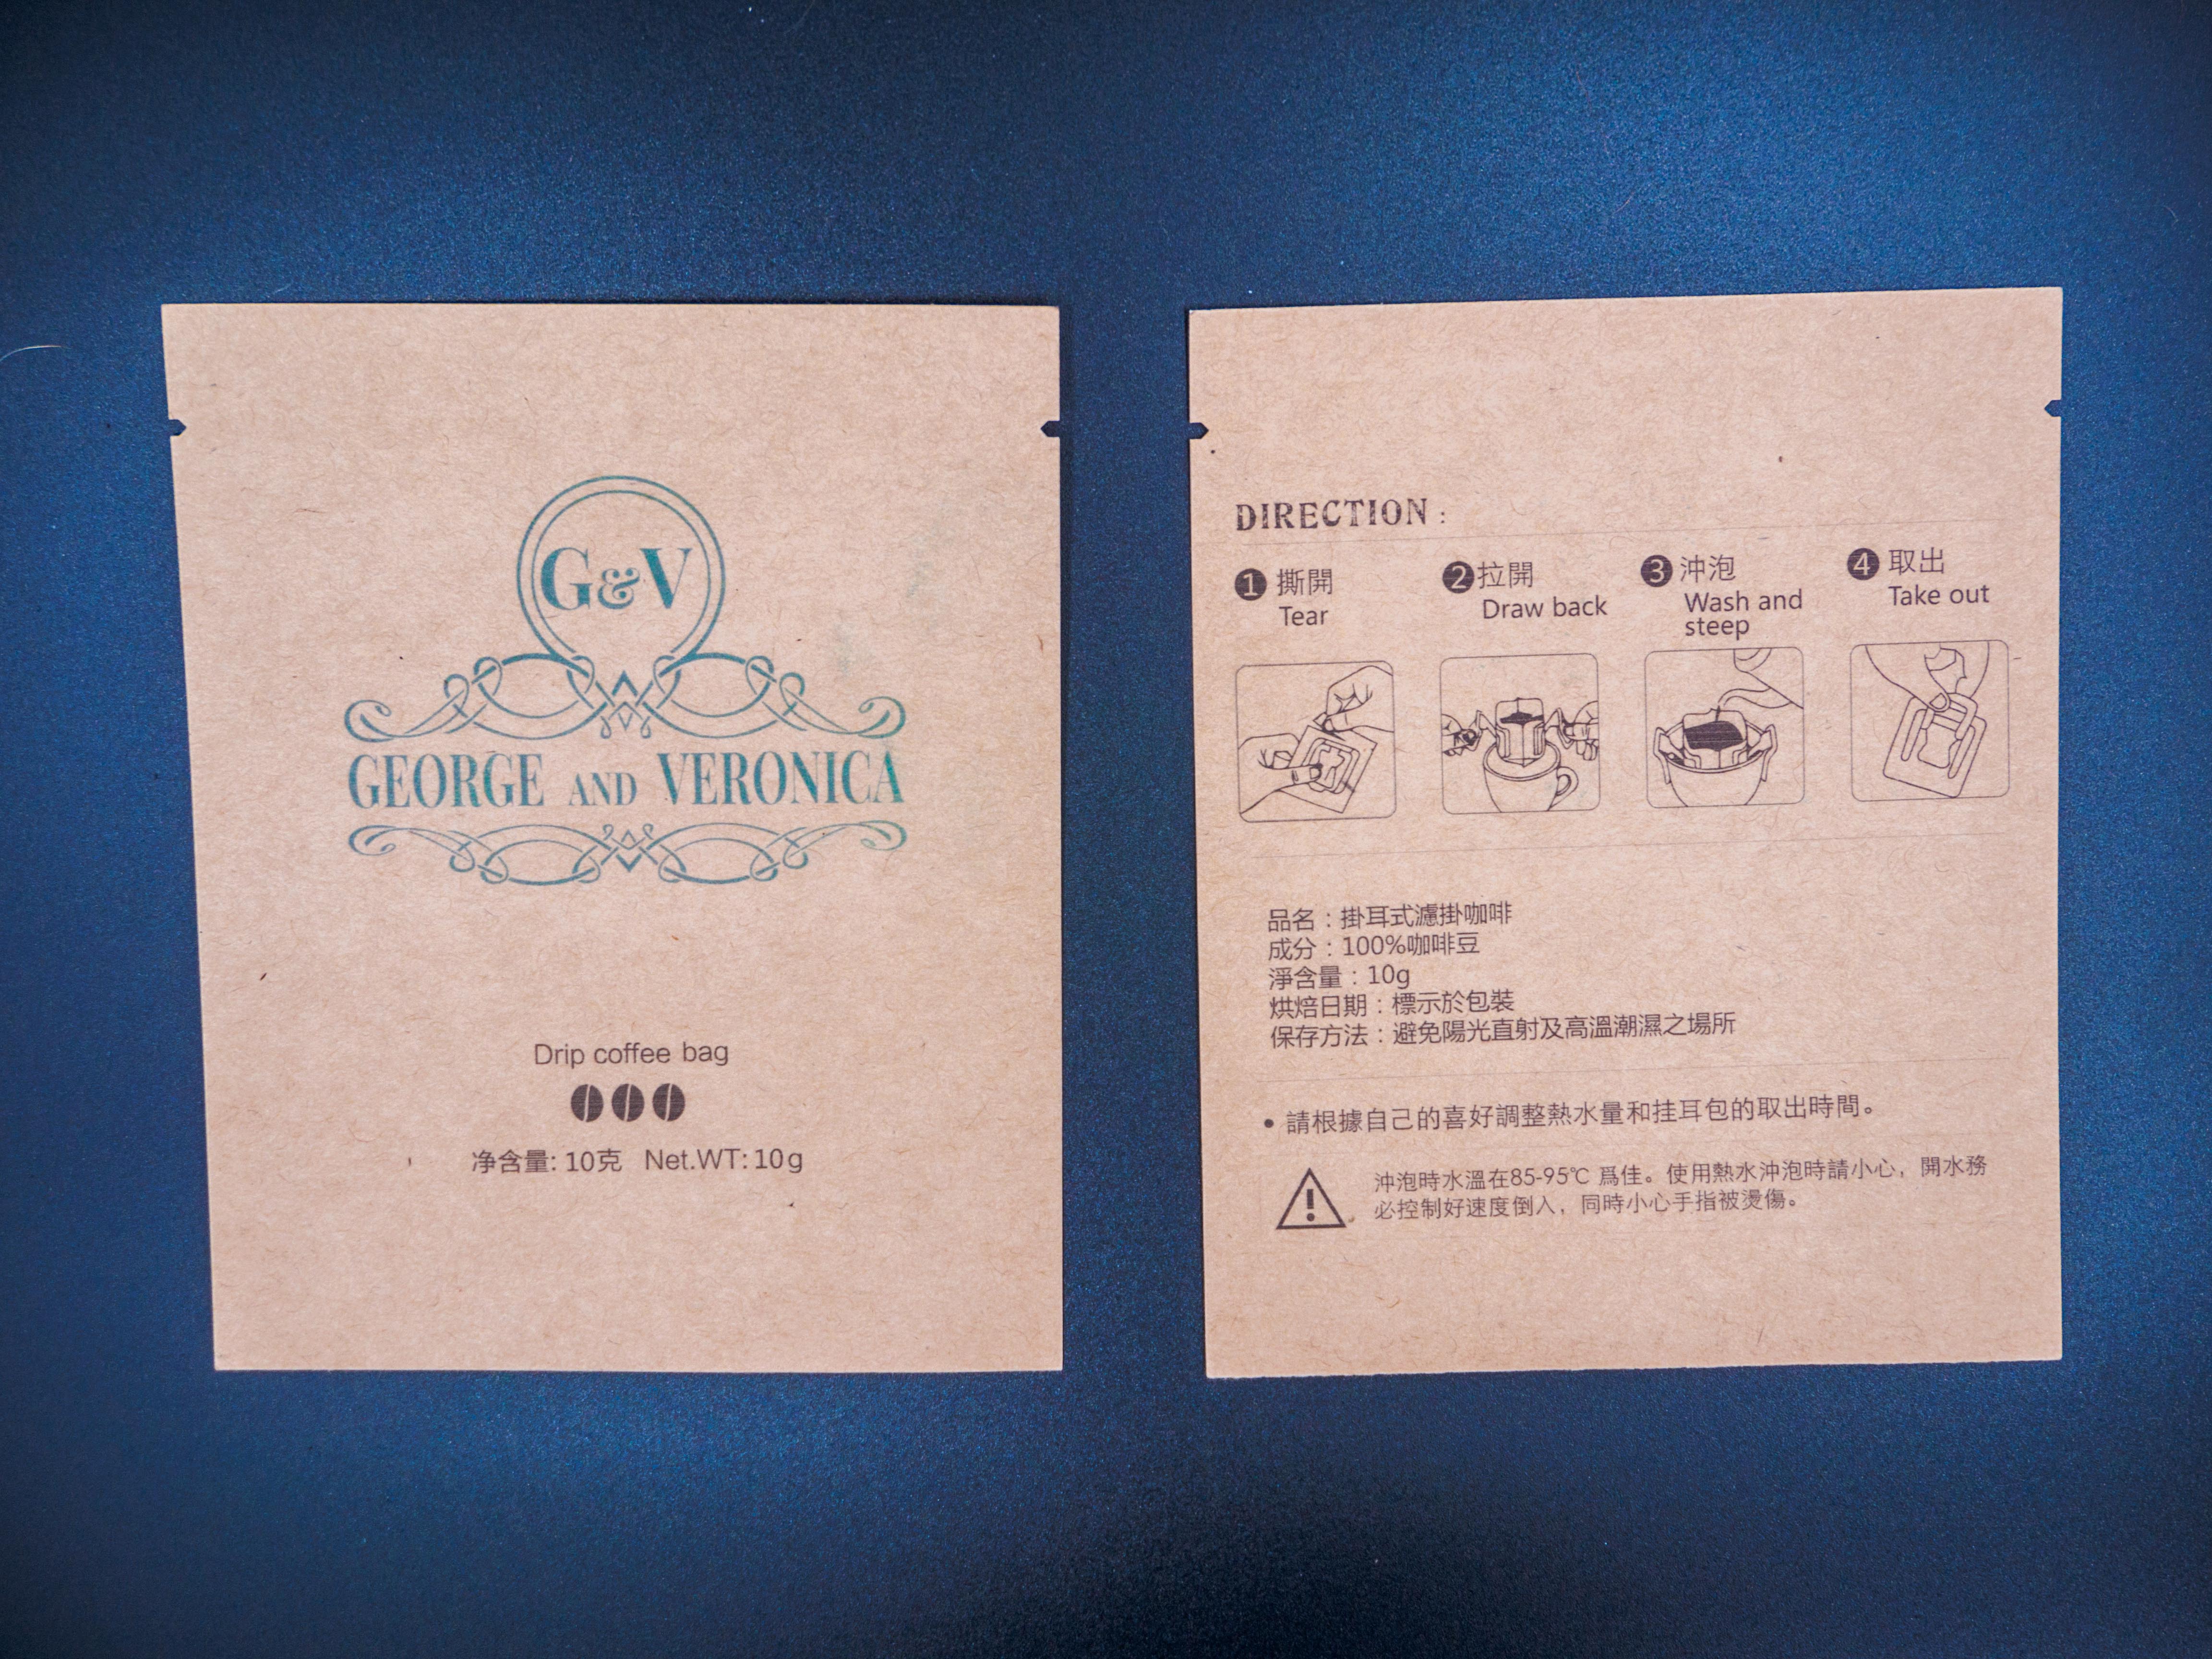 G&V
GEORGE AND VERONICA
Drip coffee bag
净含量: 10克 Net.WT: 10g
DIRECTION :
1 撕開
Tear
2 拉開
Draw back
3 沖泡
Wash and
steep
4 取出
Take out
品名：掛耳式濾掛咖啡
成分：100%咖啡豆
淨含量：10g
烘焙日期：標示於包裝
保存方法：避免陽光直射及高溫潮濕之場所
• 請根據自己的喜好調整熱水量和挂耳包的取出時間。
沖泡時水溫在85-95℃ 爲佳。使用熱水沖泡時請小心，開水務
必控制好速度倒入，同時小心手指被燙傷。